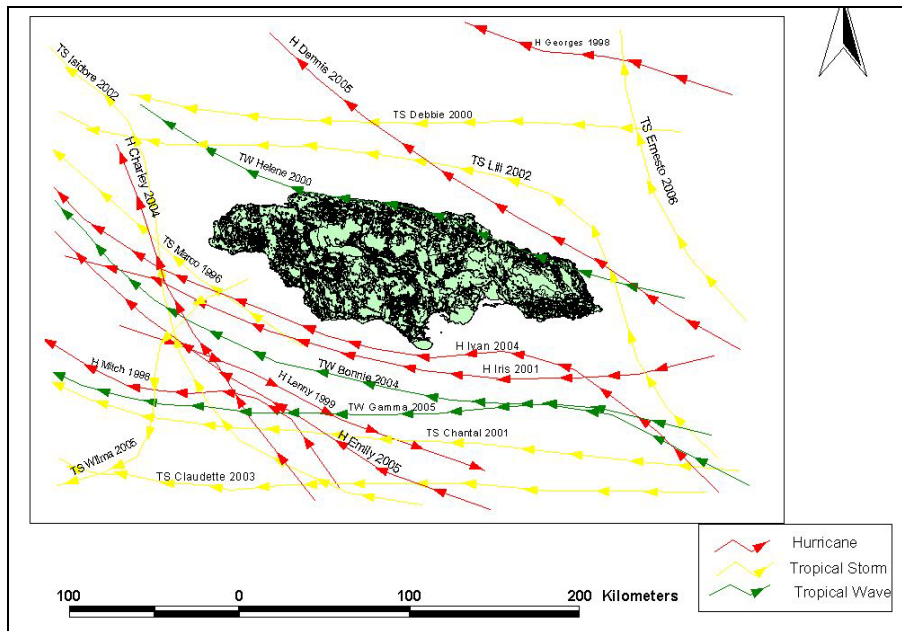 H Georges 1998
TS Isidore 2002
H Dennis 2005
TS Debbie 2000
TS Ernesto 2006
H Charley 2004
TW Helene 2000
TS Lili 2002
TS Marco 1996
H Ivan 2004
H Iris 2001
H Mitch 1998
H Lenny 1999
TW Bonnie 2004
TW Gamma 2005
TS Chantal 2001
H Emily 2005
TS Wilma 2005
TS Claudette 2003
Hurricane
Tropical Storm
Tropical Wave
100 0 100 200 Kilometers